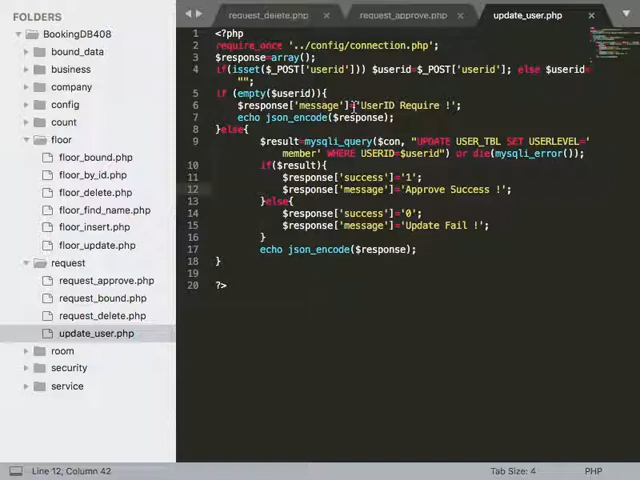 FOLDERS
BookingDB408
bound_data
business
company
config
count
floor
floor_bound.php
floor_by_id.php
floor_delete.php
floor_find_name.php
floor_insert.php
floor_update.php
request
request_approve.php
request_bound.php
request_delete.php
update_user.php
room
security
service
request_delete.php × request_approve.php × update_user.php ×
1 <?php
2 require_once '../config/connection.php';
3 $response=array();
4 if(isset($_POST['userid'])) $userid=$_POST['userid']; else $userid=
"";
5 if (empty($userid)){
6 $response['message']='UserID Require !';
7 echo json_encode($response);
8 }else{
9 $result=mysqli_query($con, "UPDATE USER_TBL SET USERLEVEL='
member' WHERE USERID=$userid") or die(mysqli_error());
10 if($result){
11 $response['success']='1';
12 $response['message']='Approve Success !';
13 }else{
14 $response['success']='0';
15 $response['message']='Update Fail !';
16 }
17 echo json_encode($response);
18 }
19
20 ?>
Line 12, Column 42 Tab Size: 4 PHP